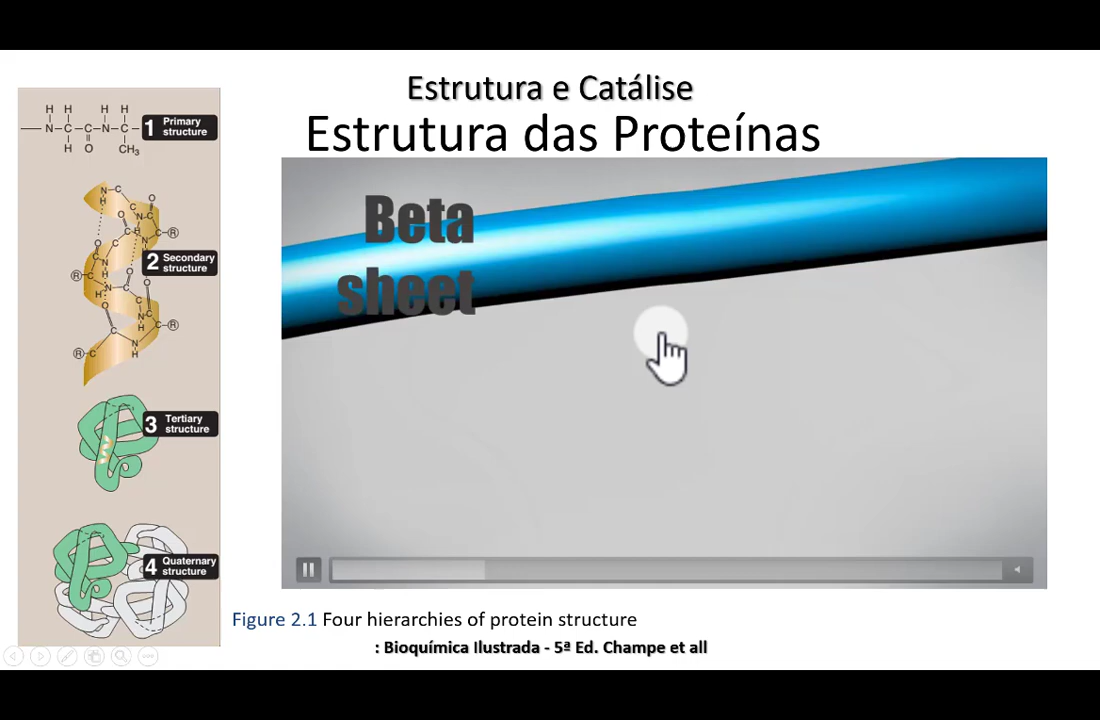 Estrutura e Catálise
Estrutura das Proteínas
H H H H
N C C N C
H O CH3
1 Primary
structure
2 Secondary
structure
3 Tertiary
structure
4 Quaternary
structure
Beta
sheet
Figure 2.1 Four hierarchies of protein structure
: Bioquímica Ilustrada - 5ª Ed. Champe et all